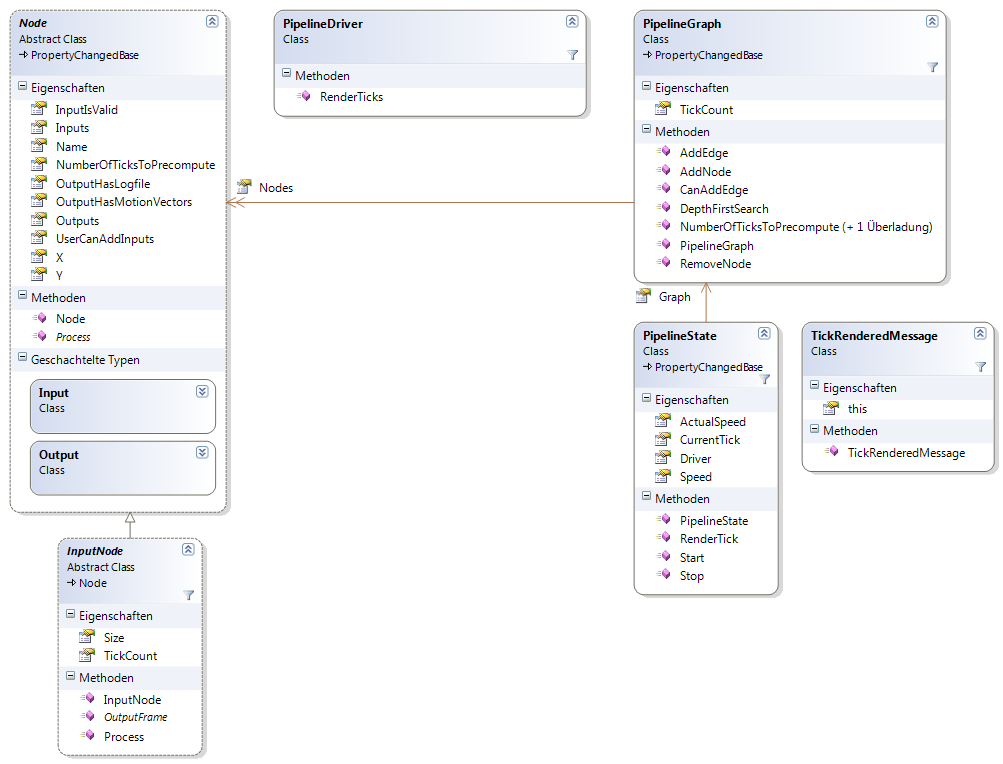 Node
Abstract Class
PropertyChangedBase
Eigenschaften
InputIsValid
Inputs
Name
NumberOfTicksToPrecompute
OutputHasLogfile
OutputHasMotionVectors
Outputs
UserCanAddInputs
X
Y
Methoden
Node
Process
Geschachtelte Typen
Input
Class
Output
Class
InputNode
Abstract Class
Node
Eigenschaften
Size
TickCount
Methoden
InputNode
OutputFrame
Process
PipelineDriver
Class
Methoden
RenderTicks
Nodes
PipelineGraph
Class
PropertyChangedBase
Eigenschaften
TickCount
Methoden
AddEdge
AddNode
CanAddEdge
DepthFirstSearch
NumberOfTicksToPrecompute (+ 1 Überladung)
PipelineGraph
RemoveNode
Graph
PipelineState
Class
PropertyChangedBase
Eigenschaften
ActualSpeed
CurrentTick
Driver
Speed
Methoden
PipelineState
RenderTick
Start
Stop
TickRenderedMessage
Class
Eigenschaften
this
Methoden
TickRenderedMessage